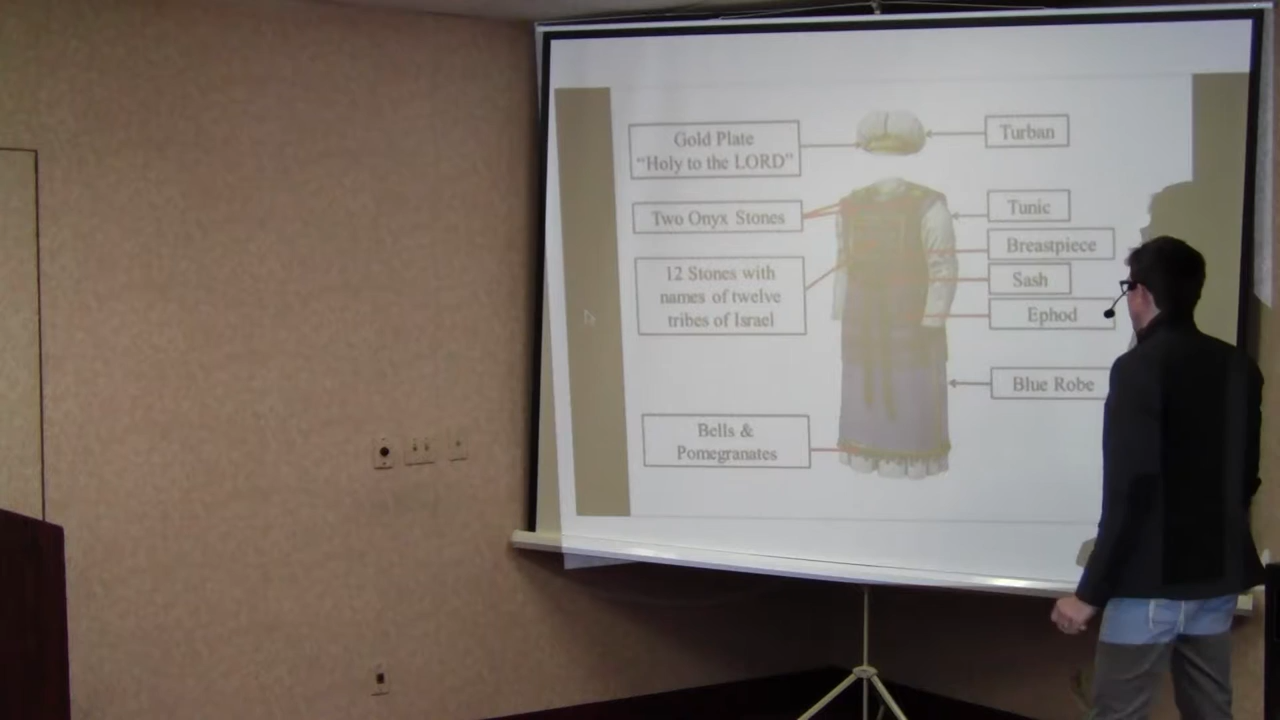 Gold Plate
“Holy to the LORD”
Two Onyx Stones
12 Stones with
names of twelve
tribes of Israel
Bells &
Pomegranates
Turban
Tunic
Breastpiece
Sash
Ephod
Blue Robe